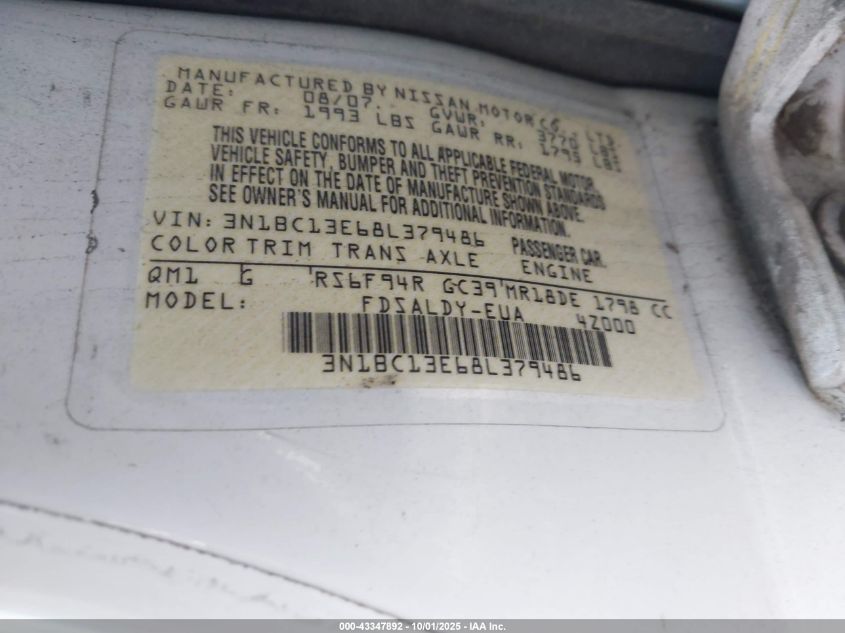 MANUFACTURED BY NISSAN MOTOR CO., LTD.
DATE: 08/07 GVWR: 3770 LBS
GAWR FR: 1993 LBS GAWR RR: 1795 LBS
THIS VEHICLE CONFORMS TO ALL APPLICABLE FEDERAL MOTOR
VEHICLE SAFETY, BUMPER AND THEFT PREVENTION STANDARDS
IN EFFECT ON THE DATE OF MANUFACTURE SHOWN ABOVE.
SEE OWNER'S MANUAL FOR ADDITIONAL INFORMATION.
VIN: 3N1BC13E68L379486 PASSENGER CAR.
COLOR TRIM TRANS AXLE ENGINE
QM1 G RS6F94R GC39 MR18DE 1798 CC
MODEL: FDSALDY-EUA 4Z000
3N1BC13E68L379486
000-43347892 - 10/01/2025 - IAA Inc.